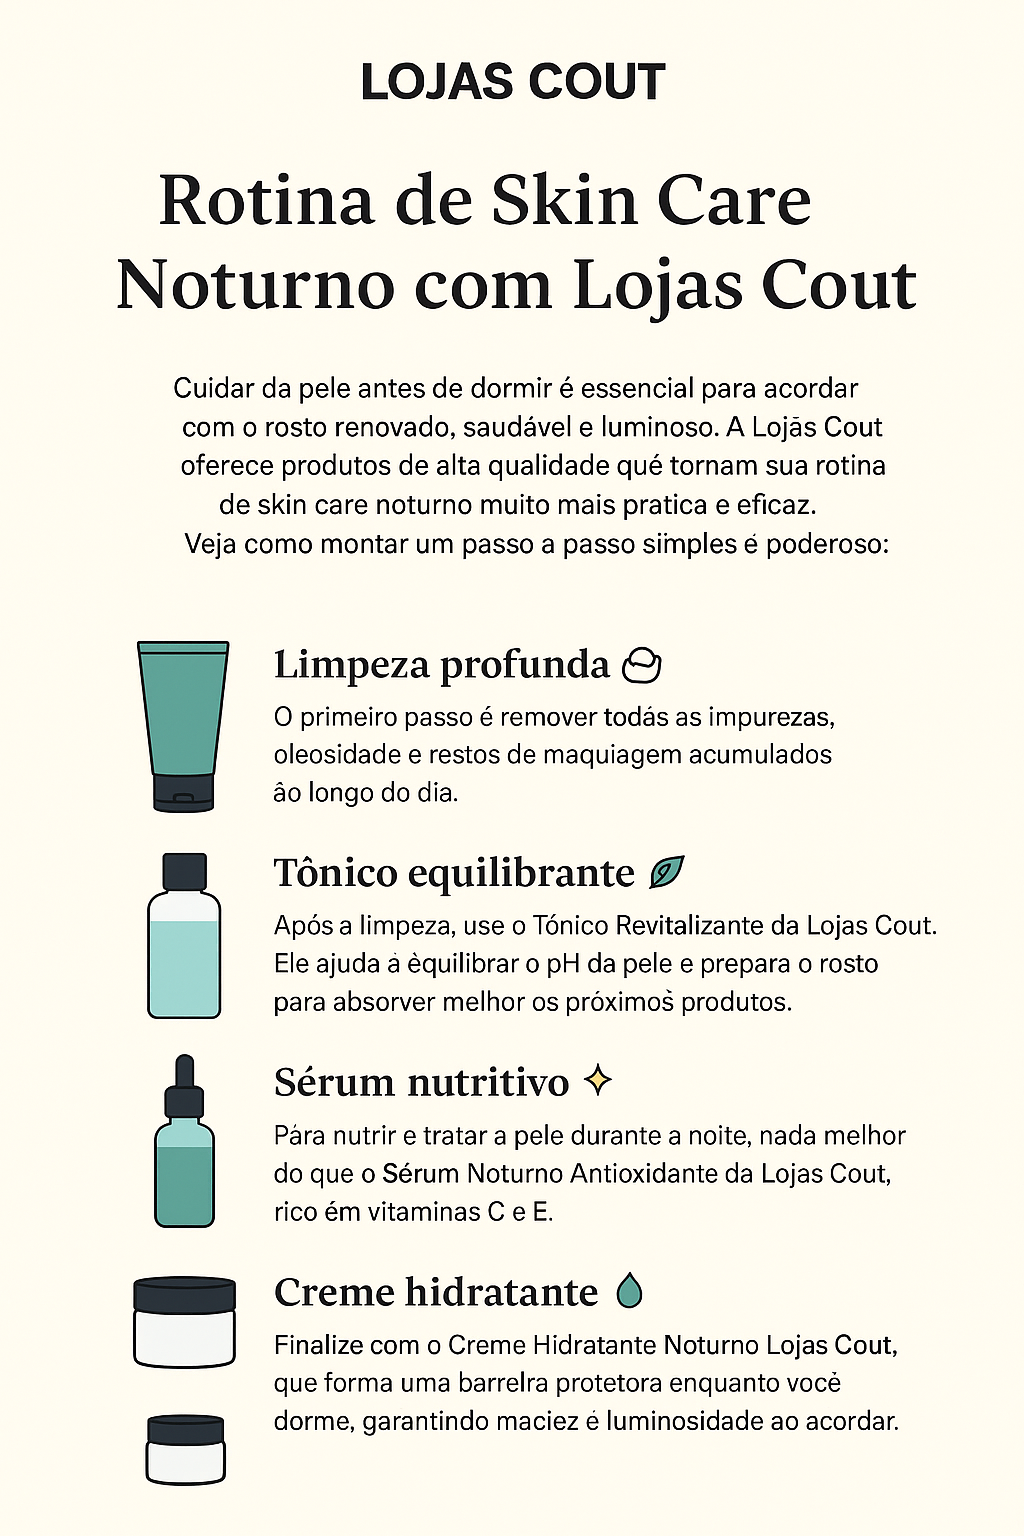 LOJAS COUT
Rotina de Skin Care
Noturno com Lojas Cout
Cuidar da pele antes de dormir é essencial para acordar
com o rosto renovado, saudável e luminoso. A Lojãs Cout
oferece produtos de alta qualidade qué tornam sua rotina
de skin care noturno muito mais pratica e eficaz.
Veja como montar um passo a passo simples é poderoso:
Limpeza profunda
O primeiro passo é remover todás as impurezas,
oleosidade e restos de maquiagem acumulados
âo longo do dia.
Tônico equilibrante
Após a limpeza, use o Tónico Revitalizante da Lojas Cout.
Ele ajuda à èquilibrar o pH da pele e prepara o rosto
para absorver melhor os próximos̀ produtos.
Sérum nutritivo
Pára nutrir e tratar a pele durante a noite, nada melhor
do que o Sérum Noturno Antioxidante da Lojas Cout,
rico ém vitaminas C e E.
Creme hidratante
Finalize com o Creme Hidratante Noturno Lojas Cout,
que forma uma barrelra protetora enquanto você
dorme, garantindo maciez é luminosidade ao acordar.